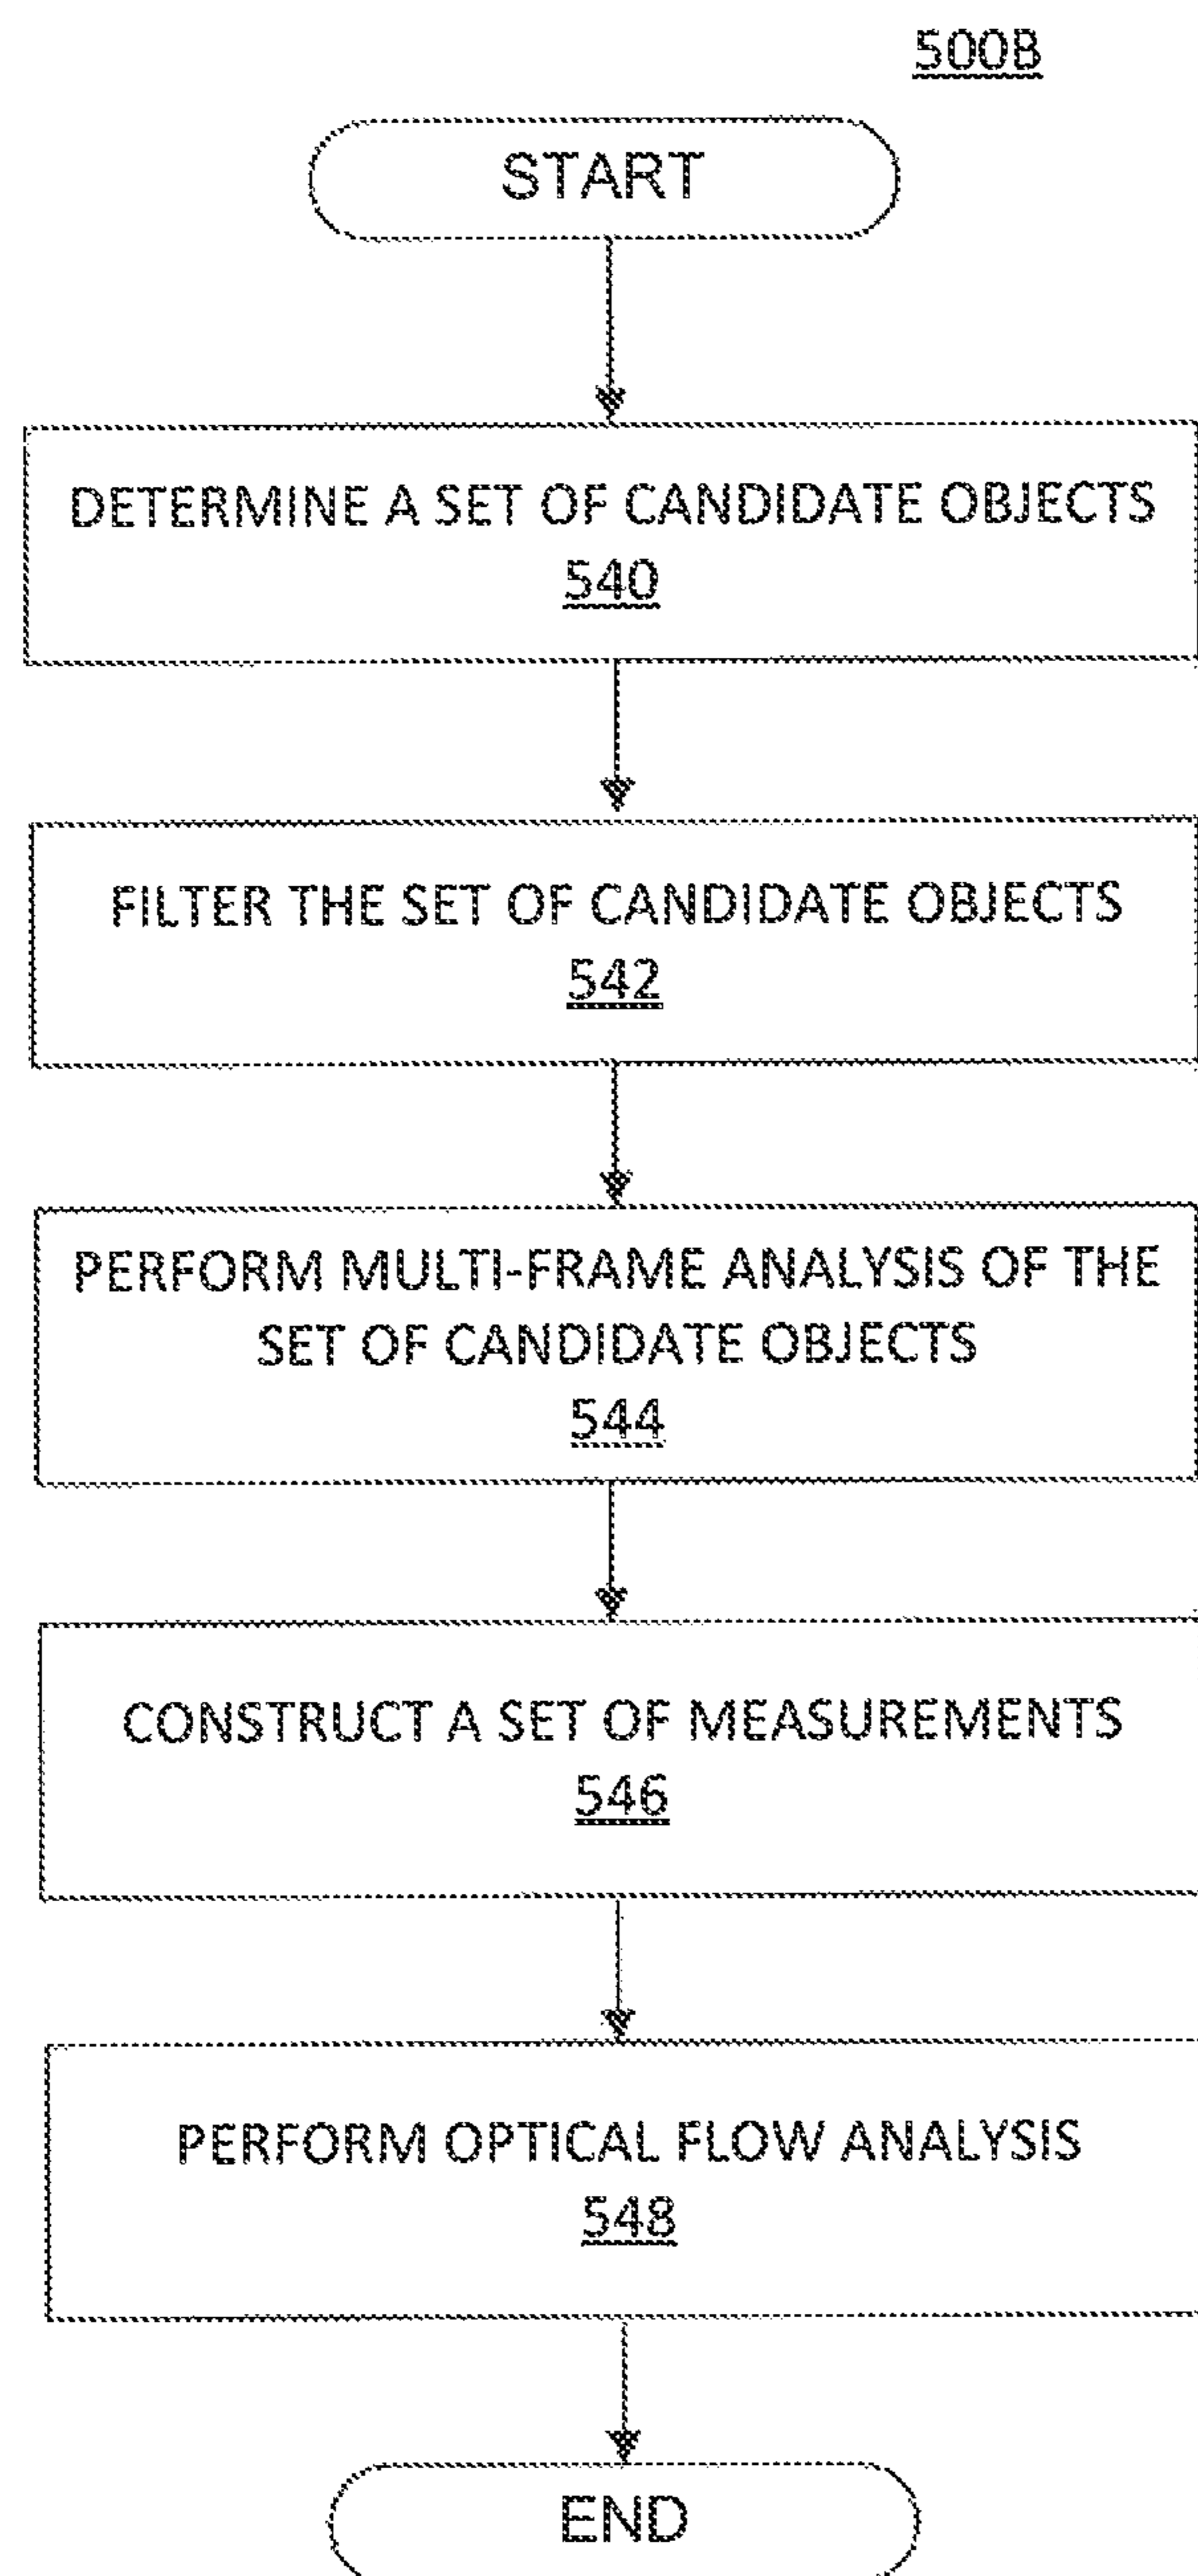 500B
START
DETERMINE A SET OF CANDIDATE OBJECTS
540
FILTER THE SET OF CANDIDATE OBJECTS
542
PERFORM MULTI-FRAME ANALYSIS OF THE
SET OF CANDIDATE OBJECTS
544
CONSTRUCT A SET OF MEASUREMENTS
546
PERFORM OPTICAL FLOW ANALYSIS
548
END